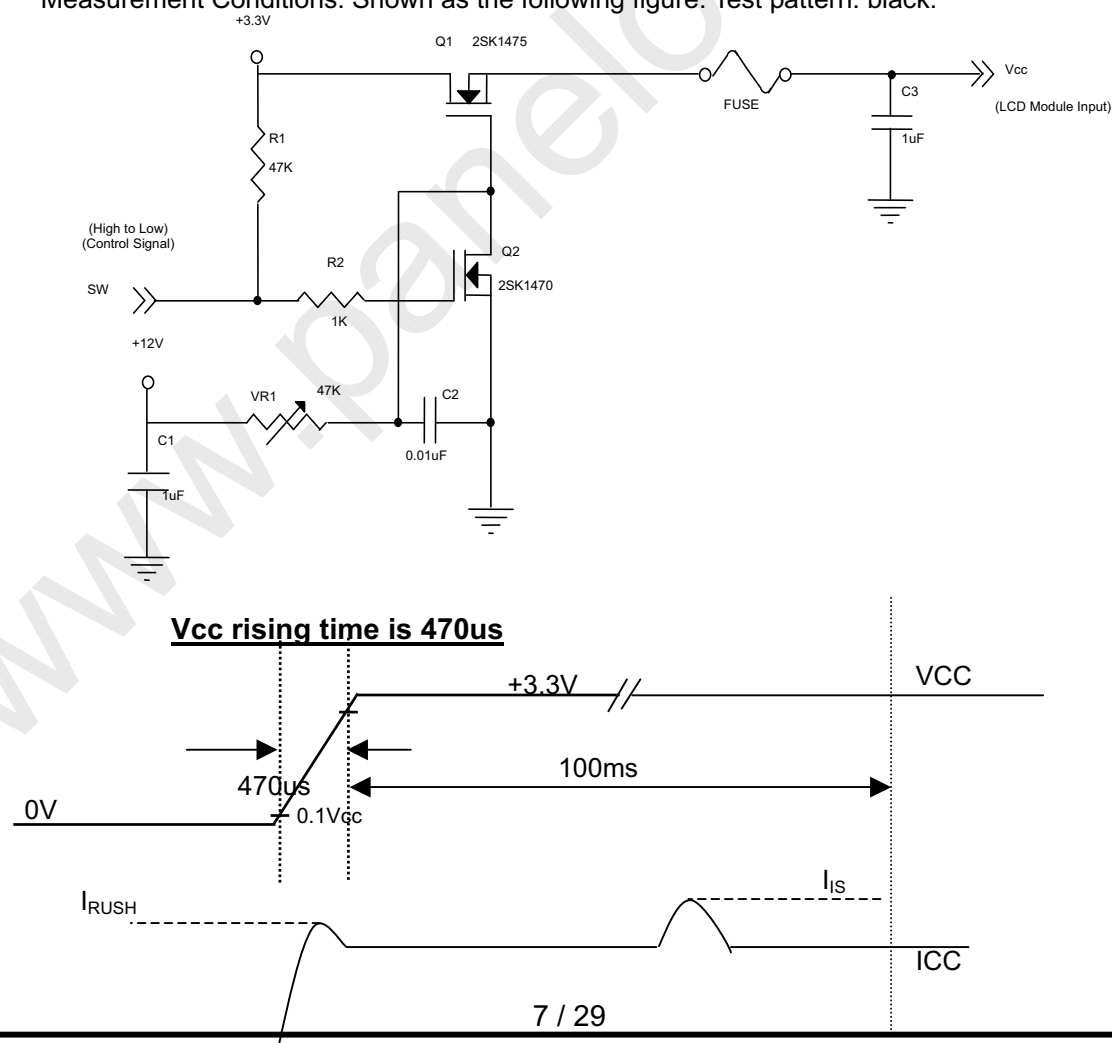 Measurement Conditions: Shown as the following figure. Test pattern: black.
+3.3V
Q1 2SK1475
Vcc
FUSE
C3
(LCD Module Input)
R1
1uF
47K
(High to Low)
(Control Signal)
Q2
R2
SW
2SK1470
1K
+12V
VR1
47K
C2
C1
0.01uF
1uF
Vcc rising time is 470us
+3.3V
VCC
100ms
470us
0V
0.1Vcc
IIS
IRUSH
ICC
7 / 29
www.panelo